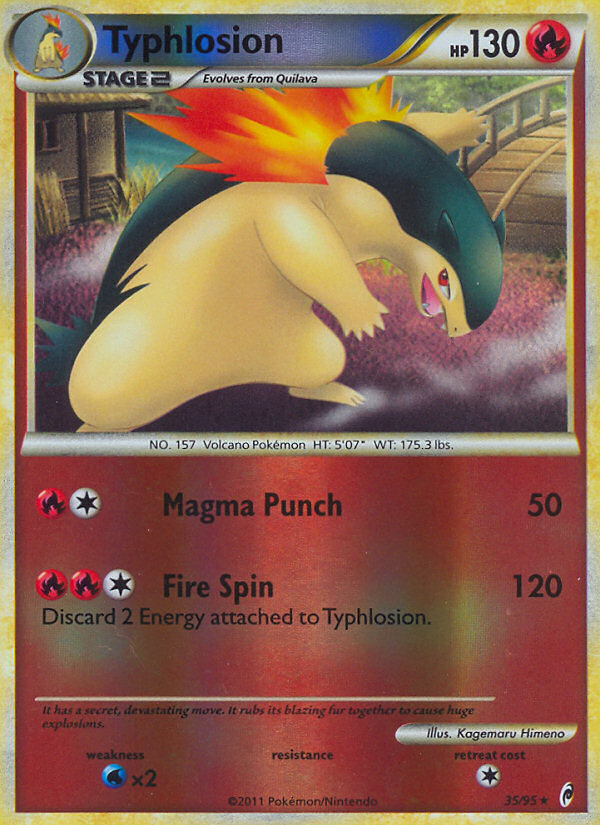 Typhlosion
HP 130
STAGE 2
Evolves from Quilava
NO. 157 Volcano Pokémon HT: 5'07" WT: 175.3 lbs.
Magma Punch 50
Fire Spin 120
Discard 2 Energy attached to Typhlosion.
It has a secret, devastating move. It rubs its blazing fur together to cause huge
explosions.
Illus. Kagemaru Himeno
weakness resistance retreat cost
×2
©2011 Pokémon/Nintendo 35/95 ★